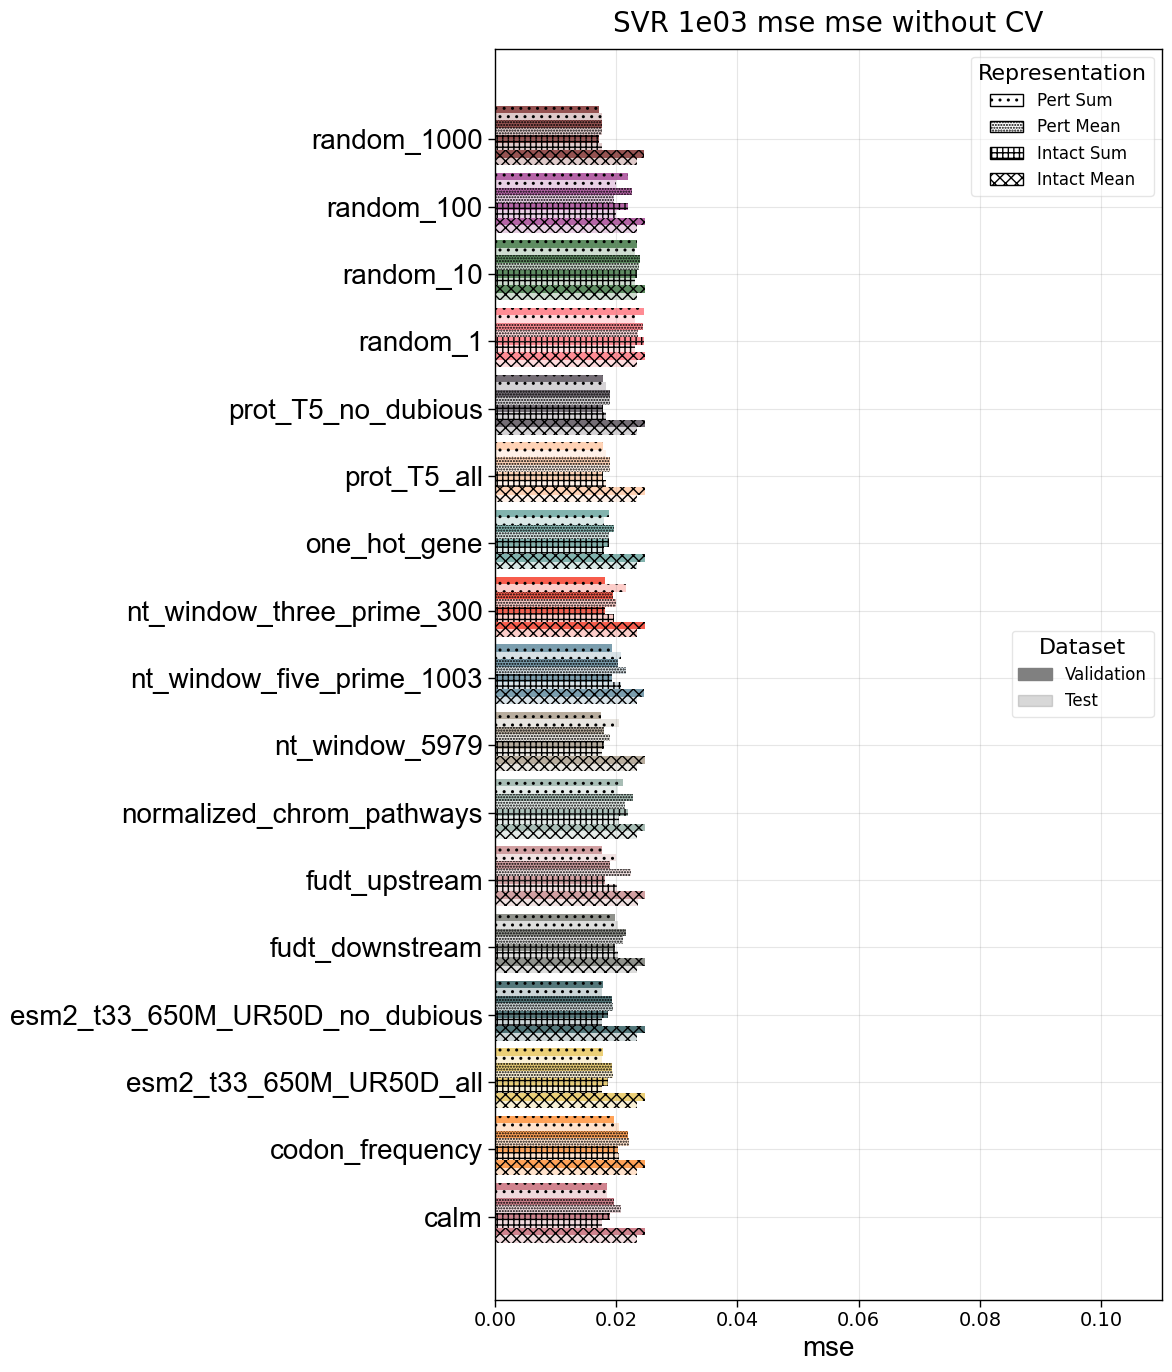 SVR 1e03 mse mse without CV
Representation
Pert Sum
Pert Mean
Intact Sum
Intact Mean
random_1000
random_100
random_10
random_1
prot_T5_no_dubious
prot_T5_all
one_hot_gene
nt_window_three_prime_300
nt_window_five_prime_1003
nt_window_5979
normalized_chrom_pathways
fudt_upstream
fudt_downstream
esm2_t33_650M_UR50D_no_dubious
esm2_t33_650M_UR50D_all
codon_frequency
calm
Dataset
Validation
Test
0.00 0.02 0.04 0.06 0.08 0.10
mse